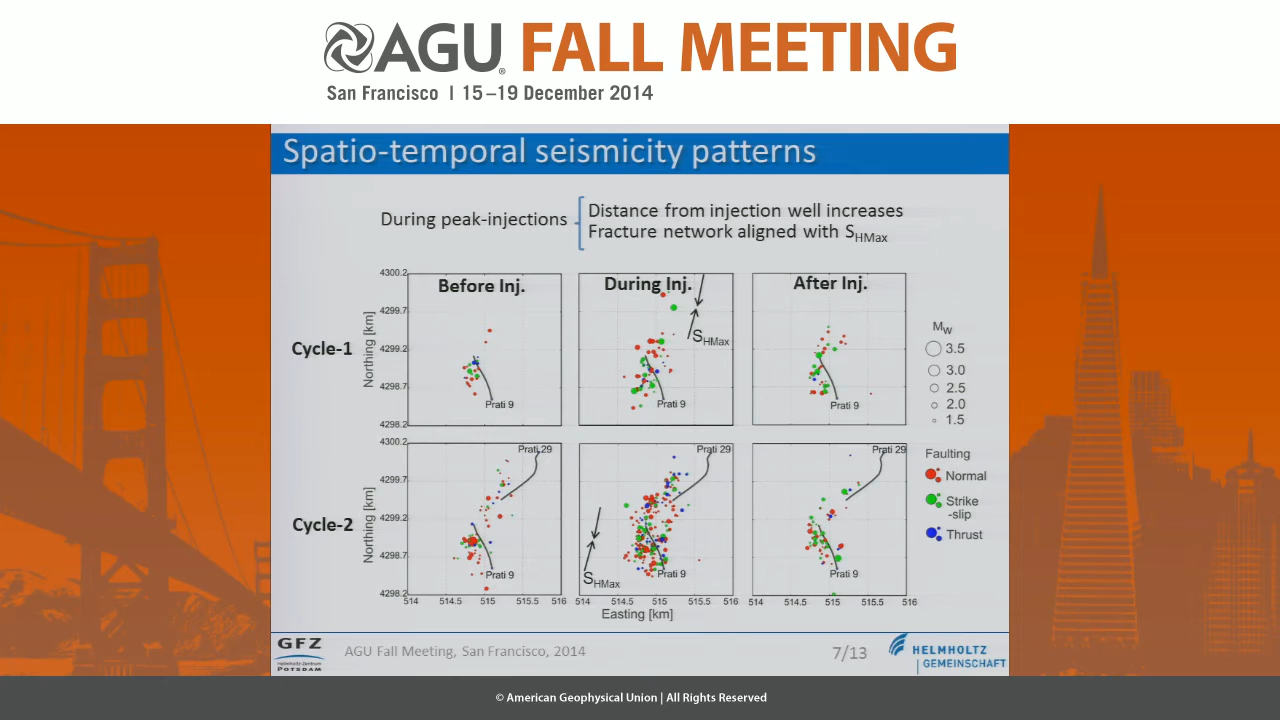 AGU FALL MEETING
San Francisco | 15–19 December 2014
Spatio-temporal seismicity patterns
During peak-injections
Distance from injection well increases
Fracture network aligned with SHMax
Before Inj.
During Inj.
After Inj.
Cycle-1
Northing [km]
4300.2
4299.7
4299.2
4298.7
4298.2
Prati 9
SHMax
Prati 9
Prati 9
Mw
3.5
3.0
2.5
2.0
1.5
Cycle-2
Northing [km]
4300.2
4299.7
4299.2
4298.7
4298.2
Prati 29
Prati 9
Prati 29
SHMax
Prati 9
Prati 29
Prati 9
514 514.5 515 515.5 516
514 514.5 515 515.5 516
514 514.5 515 515.5 516
Easting [km]
Faulting
Normal
Strike
-slip
Thrust
GFZ
Helmholtz-Zentrum
POTSDAM
AGU Fall Meeting, San Francisco, 2014
7/13
HELMHOLTZ
GEMEINSCHAFT
© American Geophysical Union | All Rights Reserved